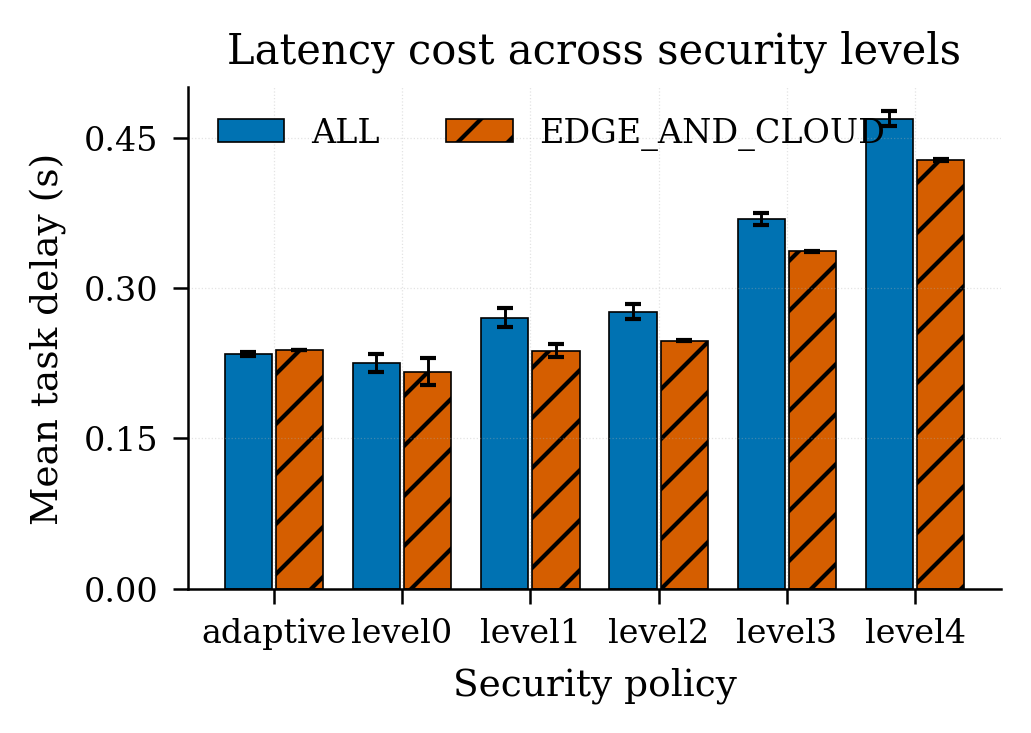 Latency cost across security levels
ALL EDGE_AND_CLOUD
Mean task delay (s)
0.45
0.30
0.15
0.00
adaptive level0 level1 level2 level3 level4
Security policy